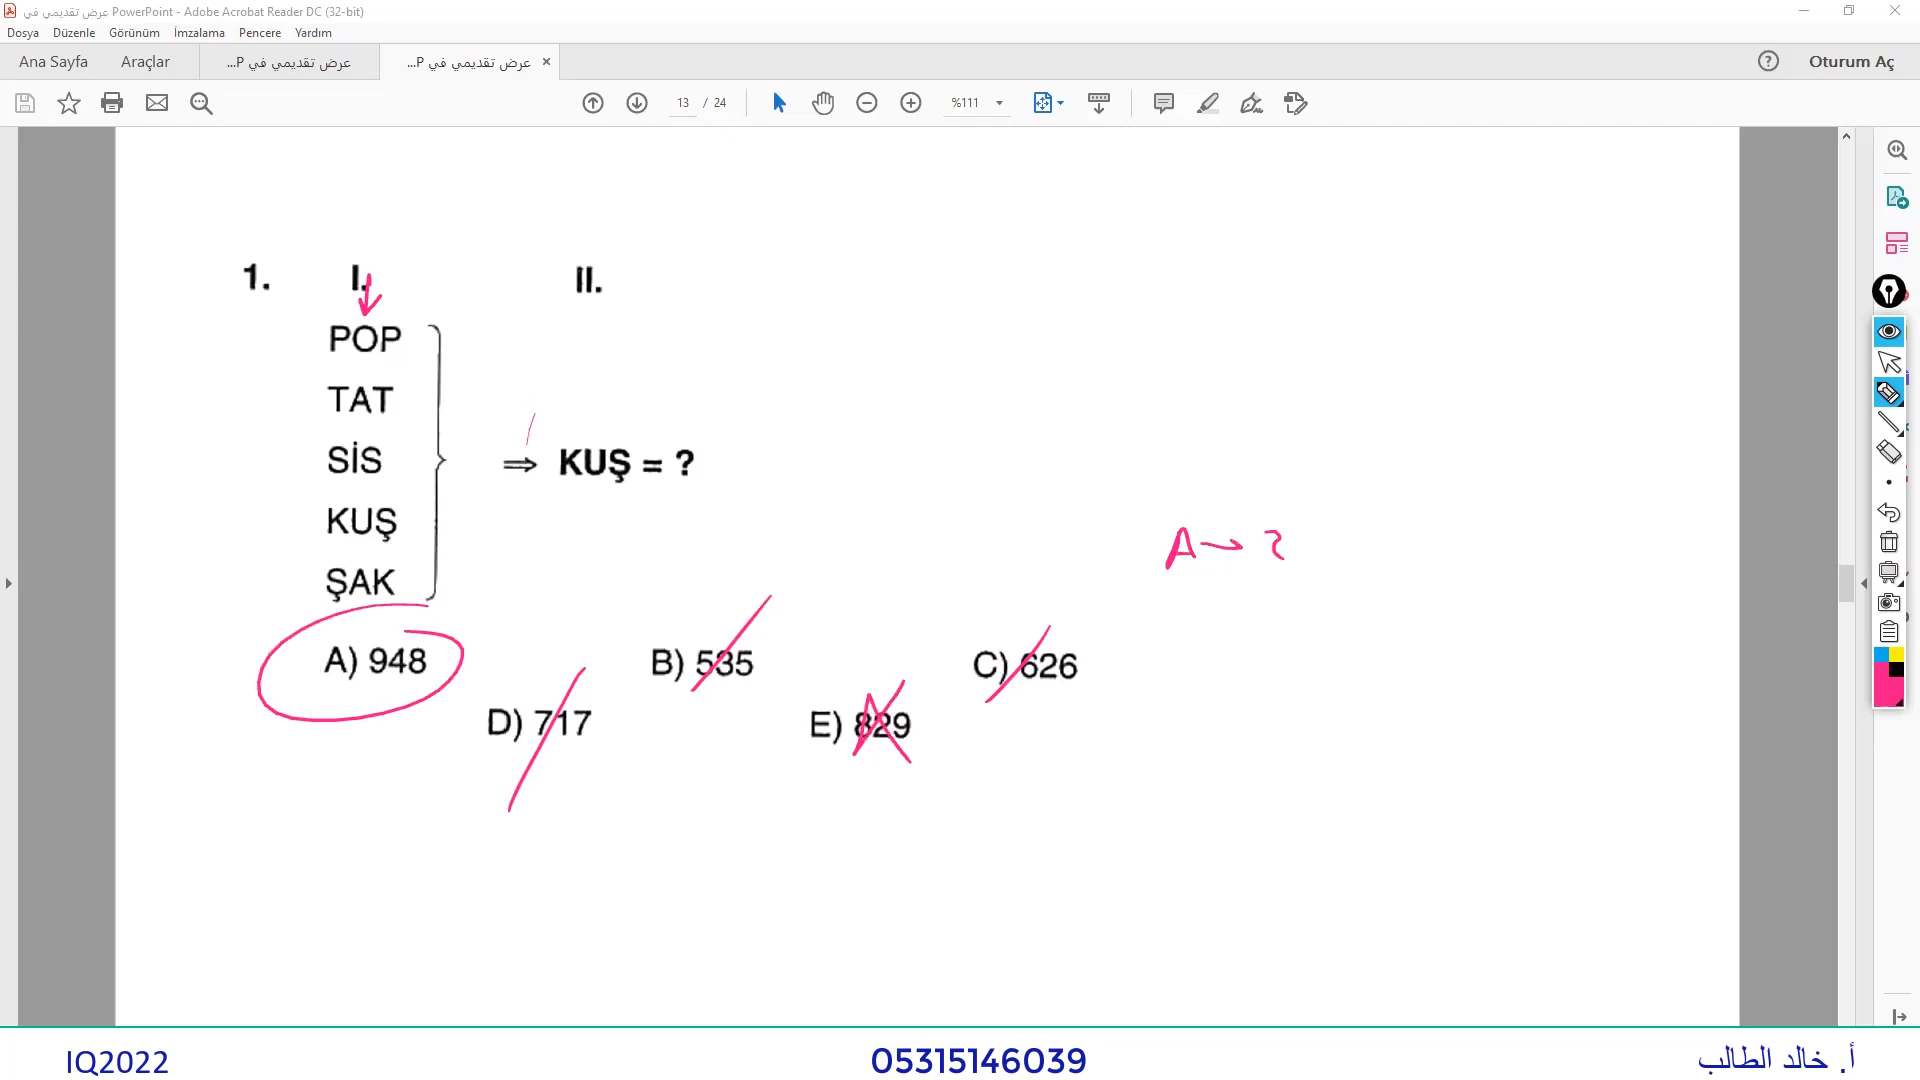 عرض تقديمي في PowerPoint - Adobe Acrobat Reader DC (32-bit)
Dosya Düzenle Görünüm İmzalama Pencere Yardım
Ana Sayfa Araçlar عرض تقديمي في P... عرض تقديمي في P... × ? Oturum Aç
13 / 24 %111
1. I. II.
POP
TAT
SİS
KUŞ
ŞAK
⇒ KUŞ = ?
A → 2
A) 948 B) 535 C) 626
D) 717 E) 829
IQ2022 05315146039 أ. خالد الطالب